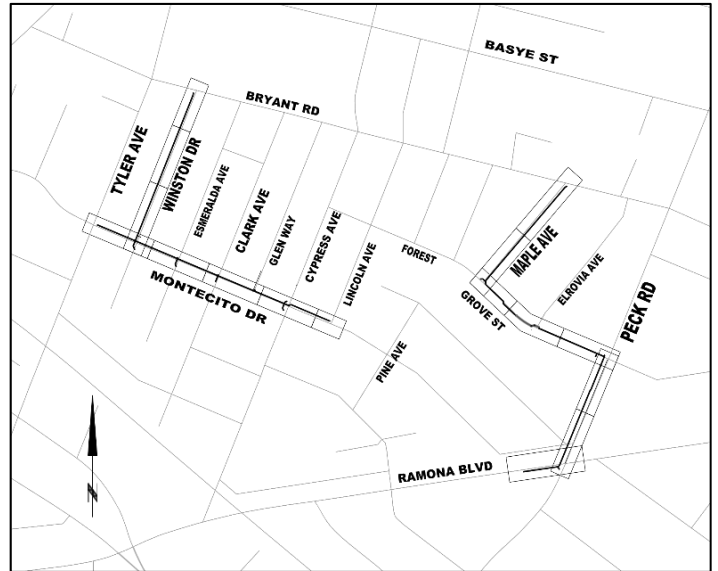 BASYE ST
BRYANT RD
TYLER AVE
WINSTON DR
ESMERALDA AVE
CLARK AVE
GLEN WAY
CYPRESS AVE
LINCOLN AVE
FOREST
GROVE ST
MAPLE AVE
ELROVIA AVE
PECK RD
MONTECITO DR
PINE AVE
RAMONA BLVD
N